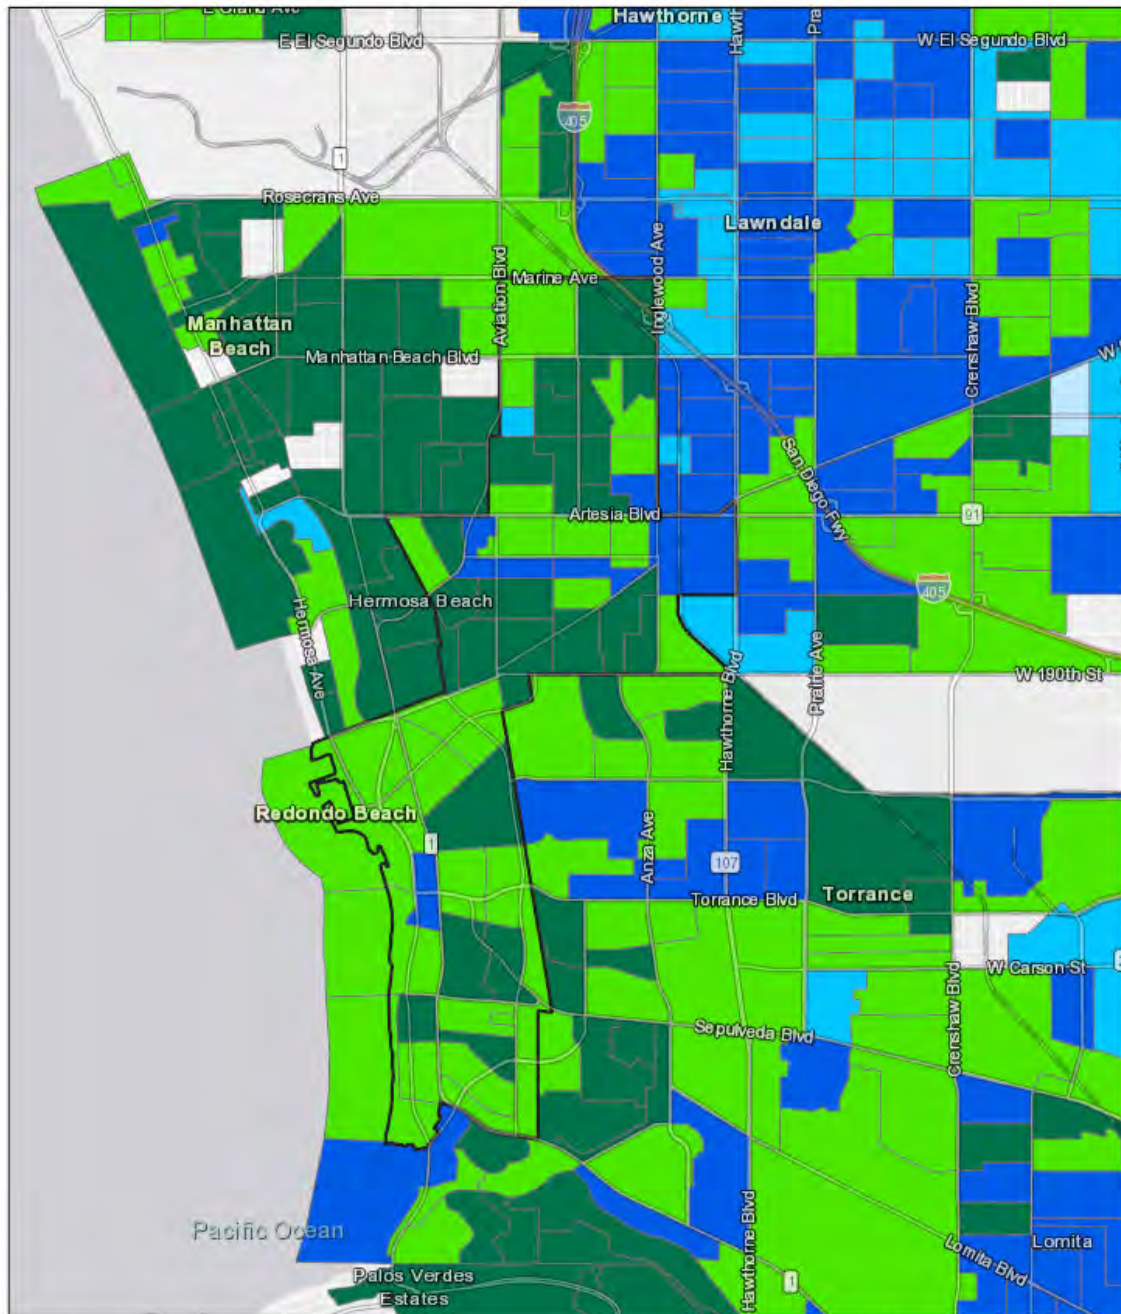 E Grand Ave
Hawthorne
E El Segundo Blvd
W El Segundo Blvd
405
1
Rosecrans Ave
Lawndale
Aviation Blvd
Inglewood Ave
Marine Ave
Crenshaw Blvd
Manhattan
Beach
Manhattan Beach Blvd
San Diego Fwy
Artesia Blvd
91
405
Hermosa Beach
Hermosa Ave
W 190th St
Hawthorne Blvd
Prairie Ave
Redondo Beach
1
Anza Ave
107
Torrance Blvd
Torrance
W Carson St
Crenshaw Blvd
Sepulveda Blvd
Pacific Ocean
Hawthorne Blvd
Lomita
Lomita Blvd
Palos Verdes
Estates
1